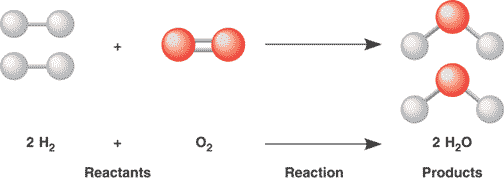 +
2 H₂ + O₂ 2 H₂O
Reactants Reaction Products